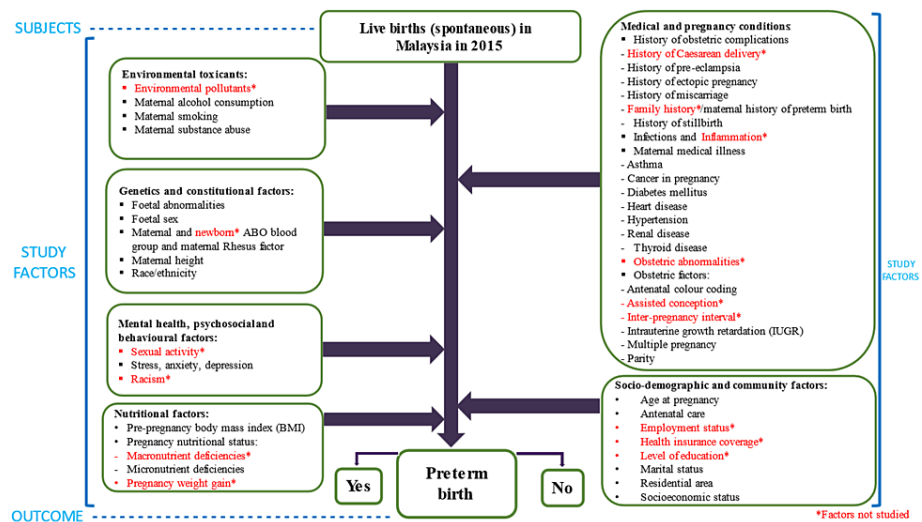 SUBJECTS
Live births (spontaneous) in
Malaysia in 2015
STUDY
FACTORS
Environmental toxicants:
▪ Environmental pollutants*
▪ Maternal alcohol consumption
▪ Maternal smoking
▪ Maternal substance abuse
Genetics and constitutional factors:
▪ Foetal abnormalities
▪ Foetal sex
▪ Maternal and newborn* ABO blood
group and maternal Rhesus factor
▪ Maternal height
▪ Race/ethnicity
Mental health, psychosocial and
behavioural factors:
▪ Sexual activity*
▪ Stress, anxiety, depression
▪ Racism*
Nutritional factors:
• Pre-pregnancy body mass index (BMI)
• Pregnancy nutritional status:
- Macronutrient deficiencies*
- Micronutrient deficiencies
- Pregnancy weight gain*
Medical and pregnancy conditions
▪ History of obstetric complications
- History of Caesarean delivery*
- History of pre-eclampsia
- History of ectopic pregnancy
- History of miscarriage
- Family history*/maternal history of preterm birth
- History of stillbirth
▪ Infections and Inflammation*
▪ Maternal medical illness
- Asthma
- Cancer in pregnancy
- Diabetes mellitus
- Heart disease
- Hypertension
- Renal disease
- Thyroid disease
▪ Obstetric abnormalities*
▪ Obstetric factors:
- Antenatal colour coding
- Assisted conception*
- Inter-pregnancy interval*
- Intrauterine growth retardation (IUGR)
- Multiple pregnancy
- Parity
STUDY
FACTORS
Socio-demographic and community factors:
• Age at pregnancy
• Antenatal care
• Employment status*
• Health insurance coverage*
• Level of education*
• Marital status
• Residential area
• Socioeconomic status
OUTCOME
Yes
Preterm
birth
No
*Factors not studied